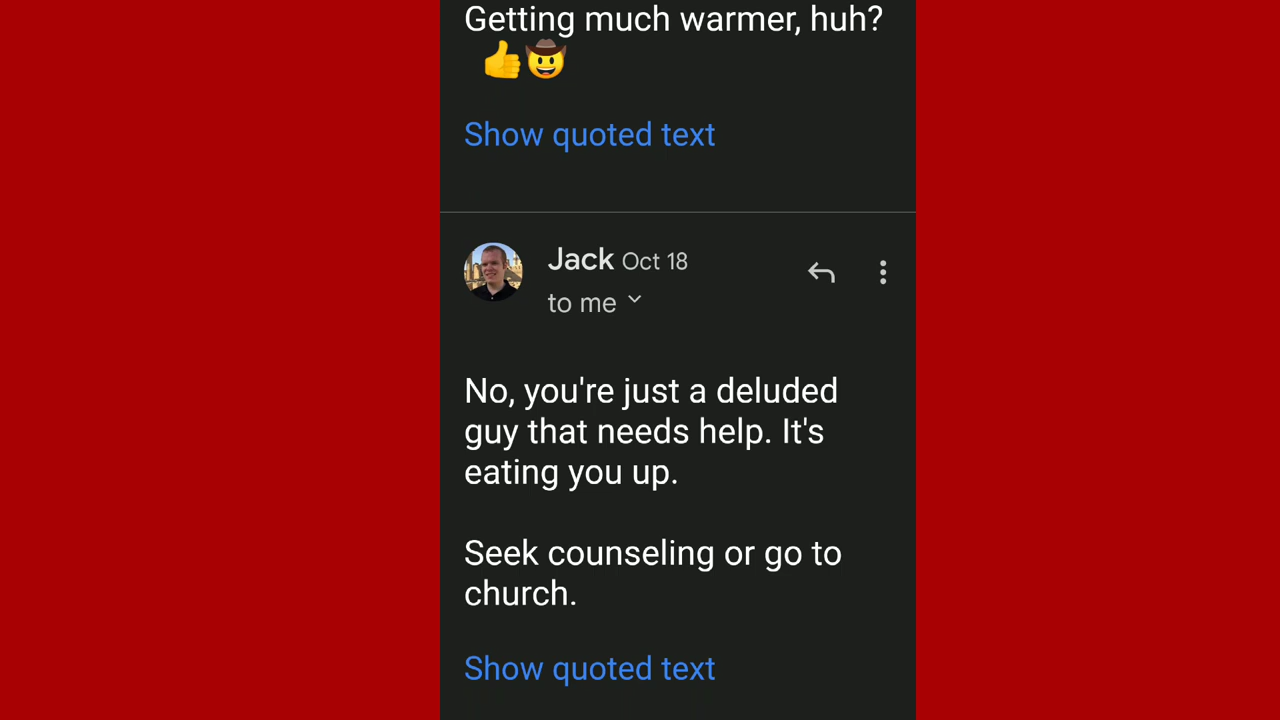 Getting much warmer, huh?
👍🤠
Show quoted text
Jack Oct 18
to me
No, you're just a deluded
guy that needs help. It's
eating you up.
Seek counseling or go to
church.
Show quoted text